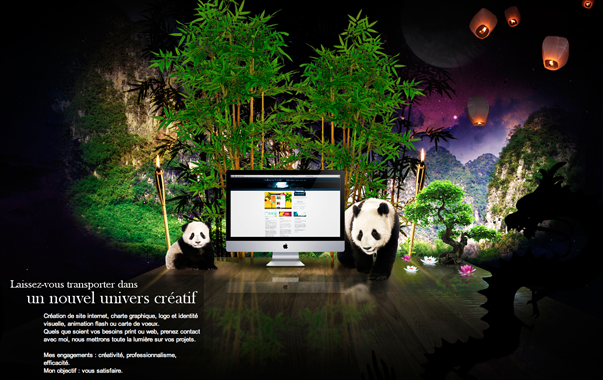 Laissez-vous transporter dans
un nouvel univers créatif
Création de site internet, charte graphique, logo et identité
visuelle, animation flash ou carte de voeux.
Quels que soient vos besoins print ou web, prenez contact
avec moi, nous mettrons toute la lumière sur vos projets.
Mes engagements : créativité, professionnalisme,
efficacité.
Mon objectif : vous satisfaire.